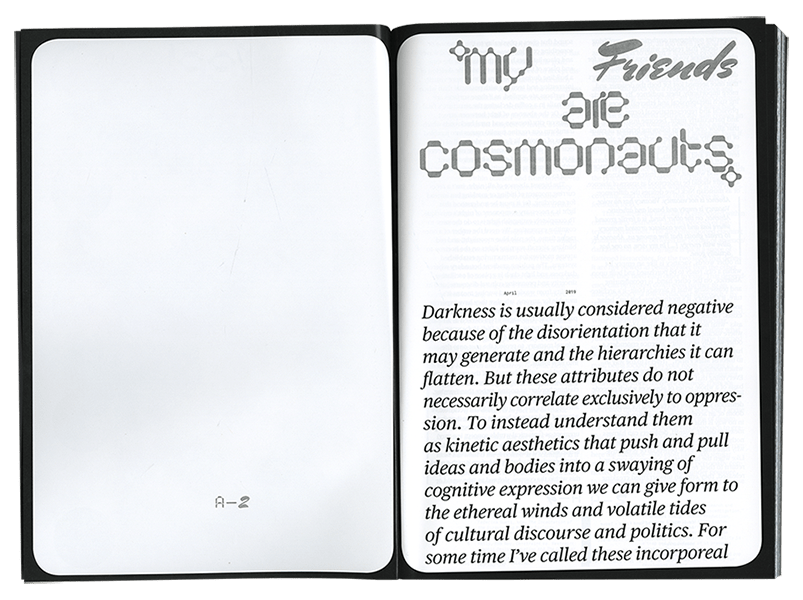 A-2
my Friends
are
cosmonauts
April 2019
Darkness is usually considered negative
because of the disorientation that it
may generate and the hierarchies it can
flatten. But these attributes do not
necessarily correlate exclusively to oppres-
sion. To instead understand them
as kinetic aesthetics that push and pull
ideas and bodies into a swaying of
cognitive expression we can give form to
the ethereal winds and volatile tides
of cultural discourse and politics. For
some time I’ve called these incorporeal